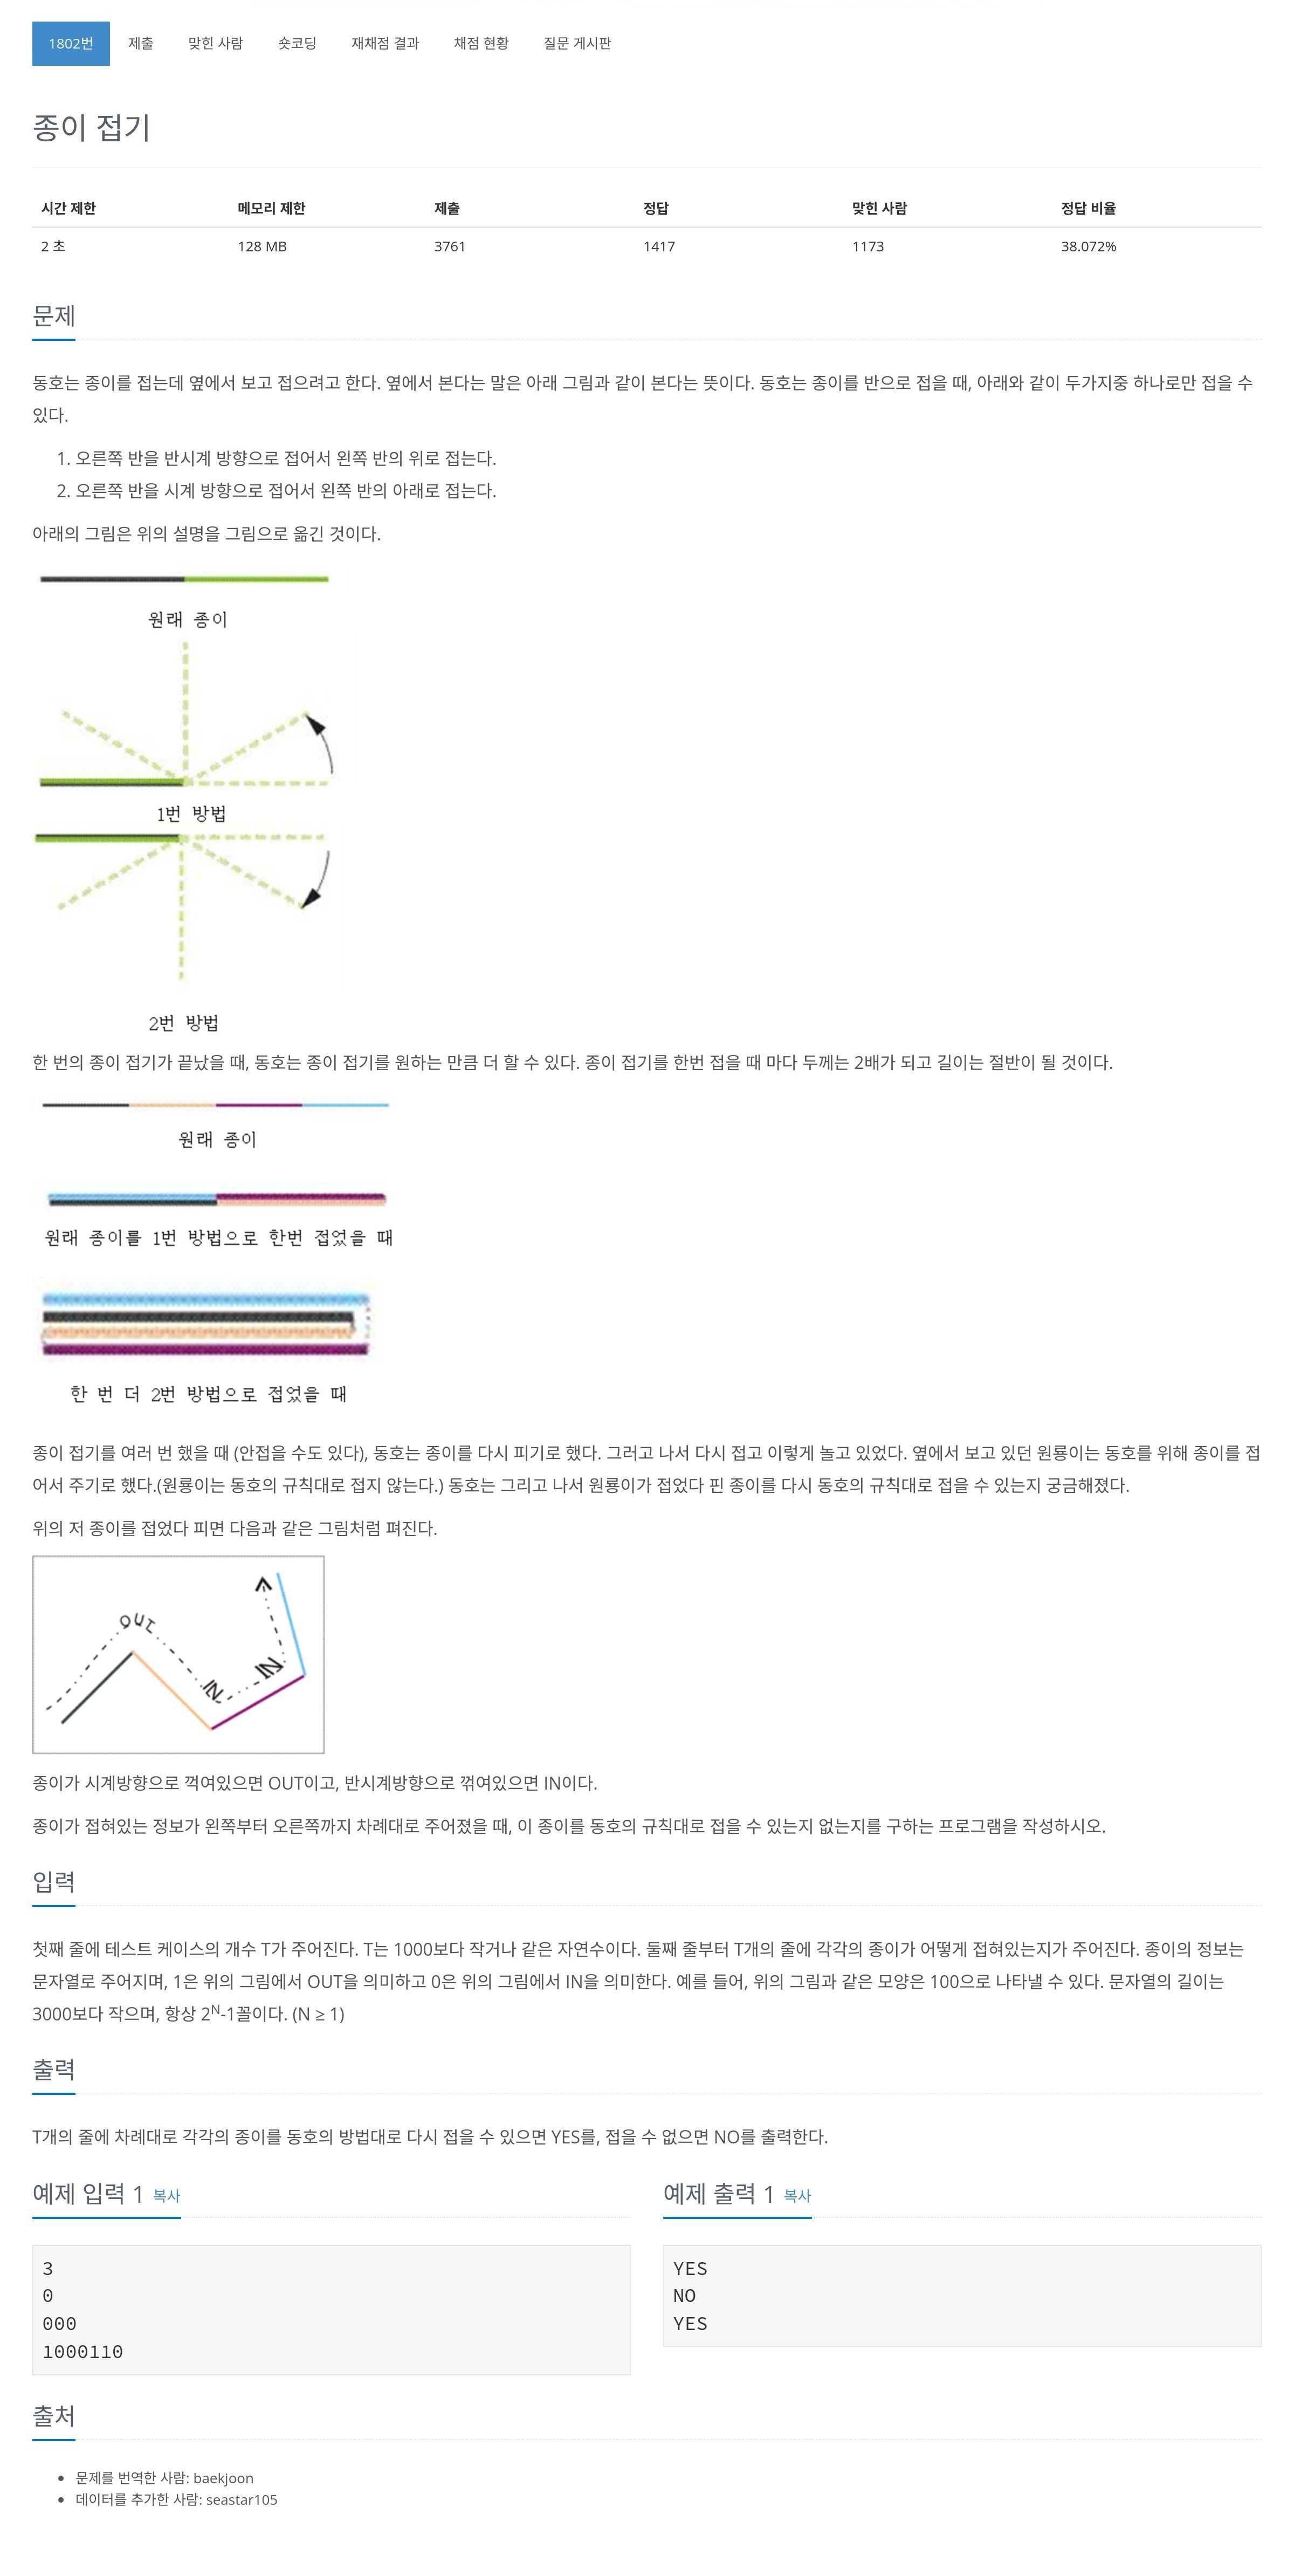 1802번 제출 맞힌 사람 숏코딩 재채점 결과 채점 현황 질문 게시판
종이 접기
시간 제한 메모리 제한 제출 정답 맞힌 사람 정답 비율
2 초 128 MB 3761 1417 1173 38.072%
문제
동호는 종이를 접는데 옆에서 보고 접으려고 한다. 옆에서 본다는 말은 아래 그림과 같이 본다는 뜻이다. 동호는 종이를 반으로 접을 때, 아래와 같이 두가지중 하나로만 접을 수
있다.
1. 오른쪽 반을 반시계 방향으로 접어서 왼쪽 반의 위로 접는다.
2. 오른쪽 반을 시계 방향으로 접어서 왼쪽 반의 아래로 접는다.
아래의 그림은 위의 설명을 그림으로 옮긴 것이다.
원래 종이
1번 방법
2번 방법
한 번의 종이 접기가 끝났을 때, 동호는 종이 접기를 원하는 만큼 더 할 수 있다. 종이 접기를 한번 접을 때 마다 두께는 2배가 되고 길이는 절반이 될 것이다.
원래 종이
원래 종이를 1번 방법으로 한번 접었을 때
한 번 더 2번 방법으로 접었을 때
종이 접기를 여러 번 했을 때 (안접을 수도 있다), 동호는 종이를 다시 피기로 했다. 그러고 나서 다시 접고 이렇게 놀고 있었다. 옆에서 보고 있던 원룡이는 동호를 위해 종이를 접
어서 주기로 했다.(원룡이는 동호의 규칙대로 접지 않는다.) 동호는 그리고 나서 원룡이가 접었다 핀 종이를 다시 동호의 규칙대로 접을 수 있는지 궁금해졌다.
위의 저 종이를 접었다 피면 다음과 같은 그림처럼 펴진다.
OUT
IN
IN
종이가 시계방향으로 꺽여있으면 OUT이고, 반시계방향으로 꺾여있으면 IN이다.
종이가 접혀있는 정보가 왼쪽부터 오른쪽까지 차례대로 주어졌을 때, 이 종이를 동호의 규칙대로 접을 수 있는지 없는지를 구하는 프로그램을 작성하시오.
입력
첫째 줄에 테스트 케이스의 개수 T가 주어진다. T는 1000보다 작거나 같은 자연수이다. 둘째 줄부터 T개의 줄에 각각의 종이가 어떻게 접혀있는지가 주어진다. 종이의 정보는
문자열로 주어지며, 1은 위의 그림에서 OUT을 의미하고 0은 위의 그림에서 IN을 의미한다. 예를 들어, 위의 그림과 같은 모양은 100으로 나타낼 수 있다. 문자열의 길이는
3000보다 작으며, 항상 2^N-1꼴이다. (N ≥ 1)
출력
T개의 줄에 차례대로 각각의 종이를 동호의 방법대로 다시 접을 수 있으면 YES를, 접을 수 없으면 NO를 출력한다.
예제 입력 1 복사
3
0
000
1000110
예제 출력 1 복사
YES
NO
YES
출처
• 문제를 번역한 사람: baekjoon
• 데이터를 추가한 사람: seastar105